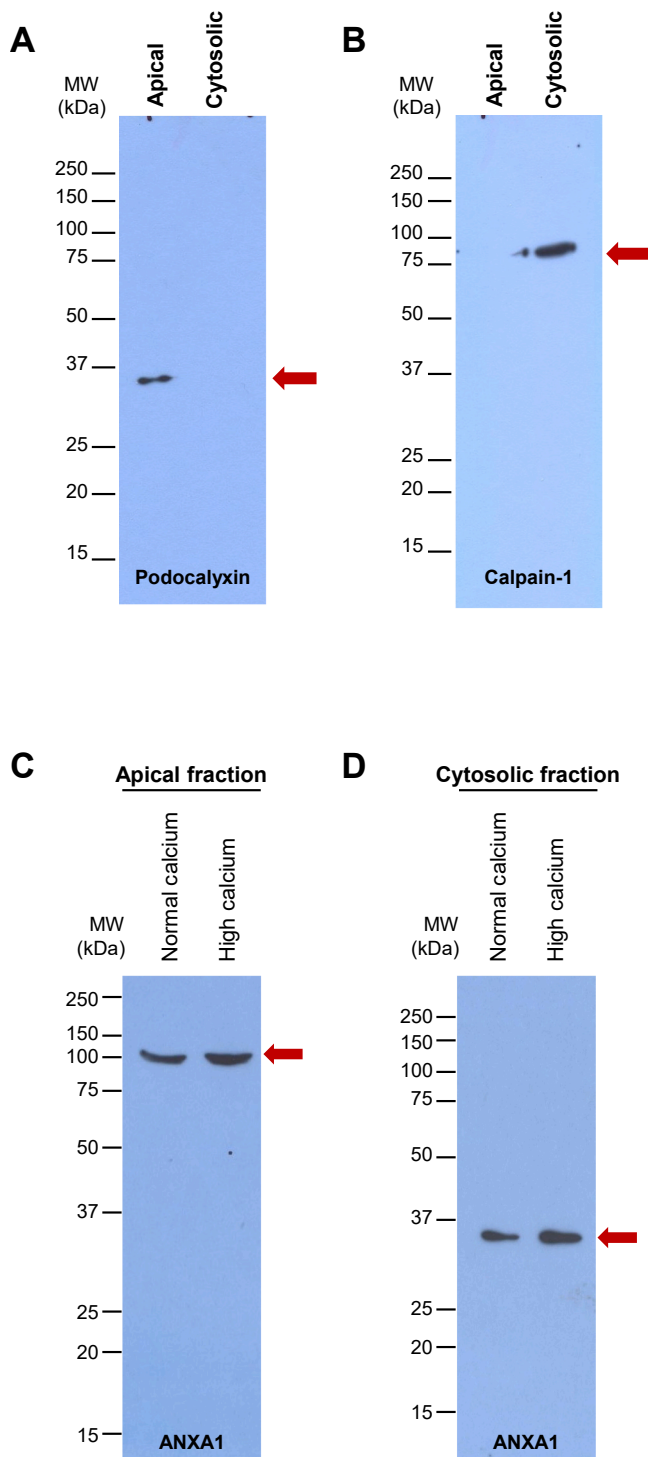 A
MW
(kDa)
Apical
Cytosolic
250
150
100
75
50
37
25
20
15
Podocalyxin
B
MW
(kDa)
Apical
Cytosolic
250
150
100
75
50
37
25
20
15
Calpain-1
C
Apical fraction
MW
(kDa)
Normal calcium
High calcium
250
150
100
75
50
37
25
20
15
ANXA1
D
Cytosolic fraction
MW
(kDa)
Normal calcium
High calcium
250
150
100
75
50
37
25
20
15
ANXA1